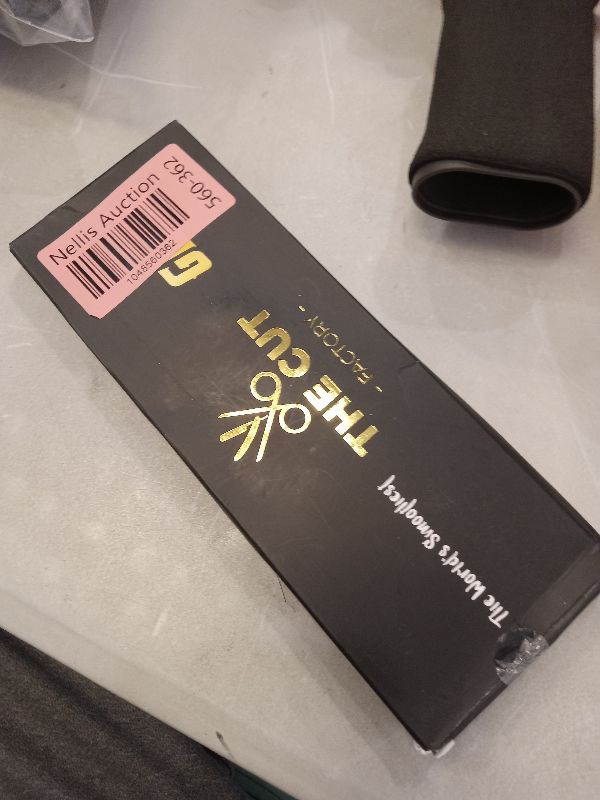 Nellis Auction
560-362
1048560362
THE CUT
- FACTORY -
The World's Smoothest